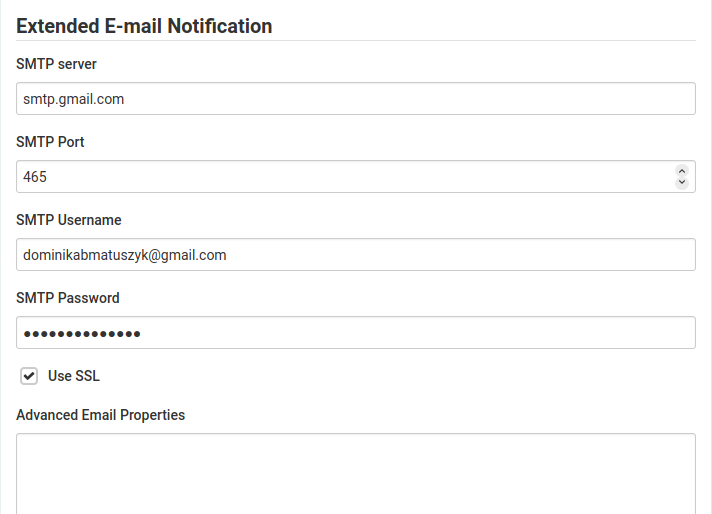 Extended E-mail Notification
SMTP server
smtp.gmail.com
SMTP Port
465
SMTP Username
dominikabmatuszyk@gmail.com
SMTP Password
●●●●●●●●●●●●●●
Use SSL
Advanced Email Properties